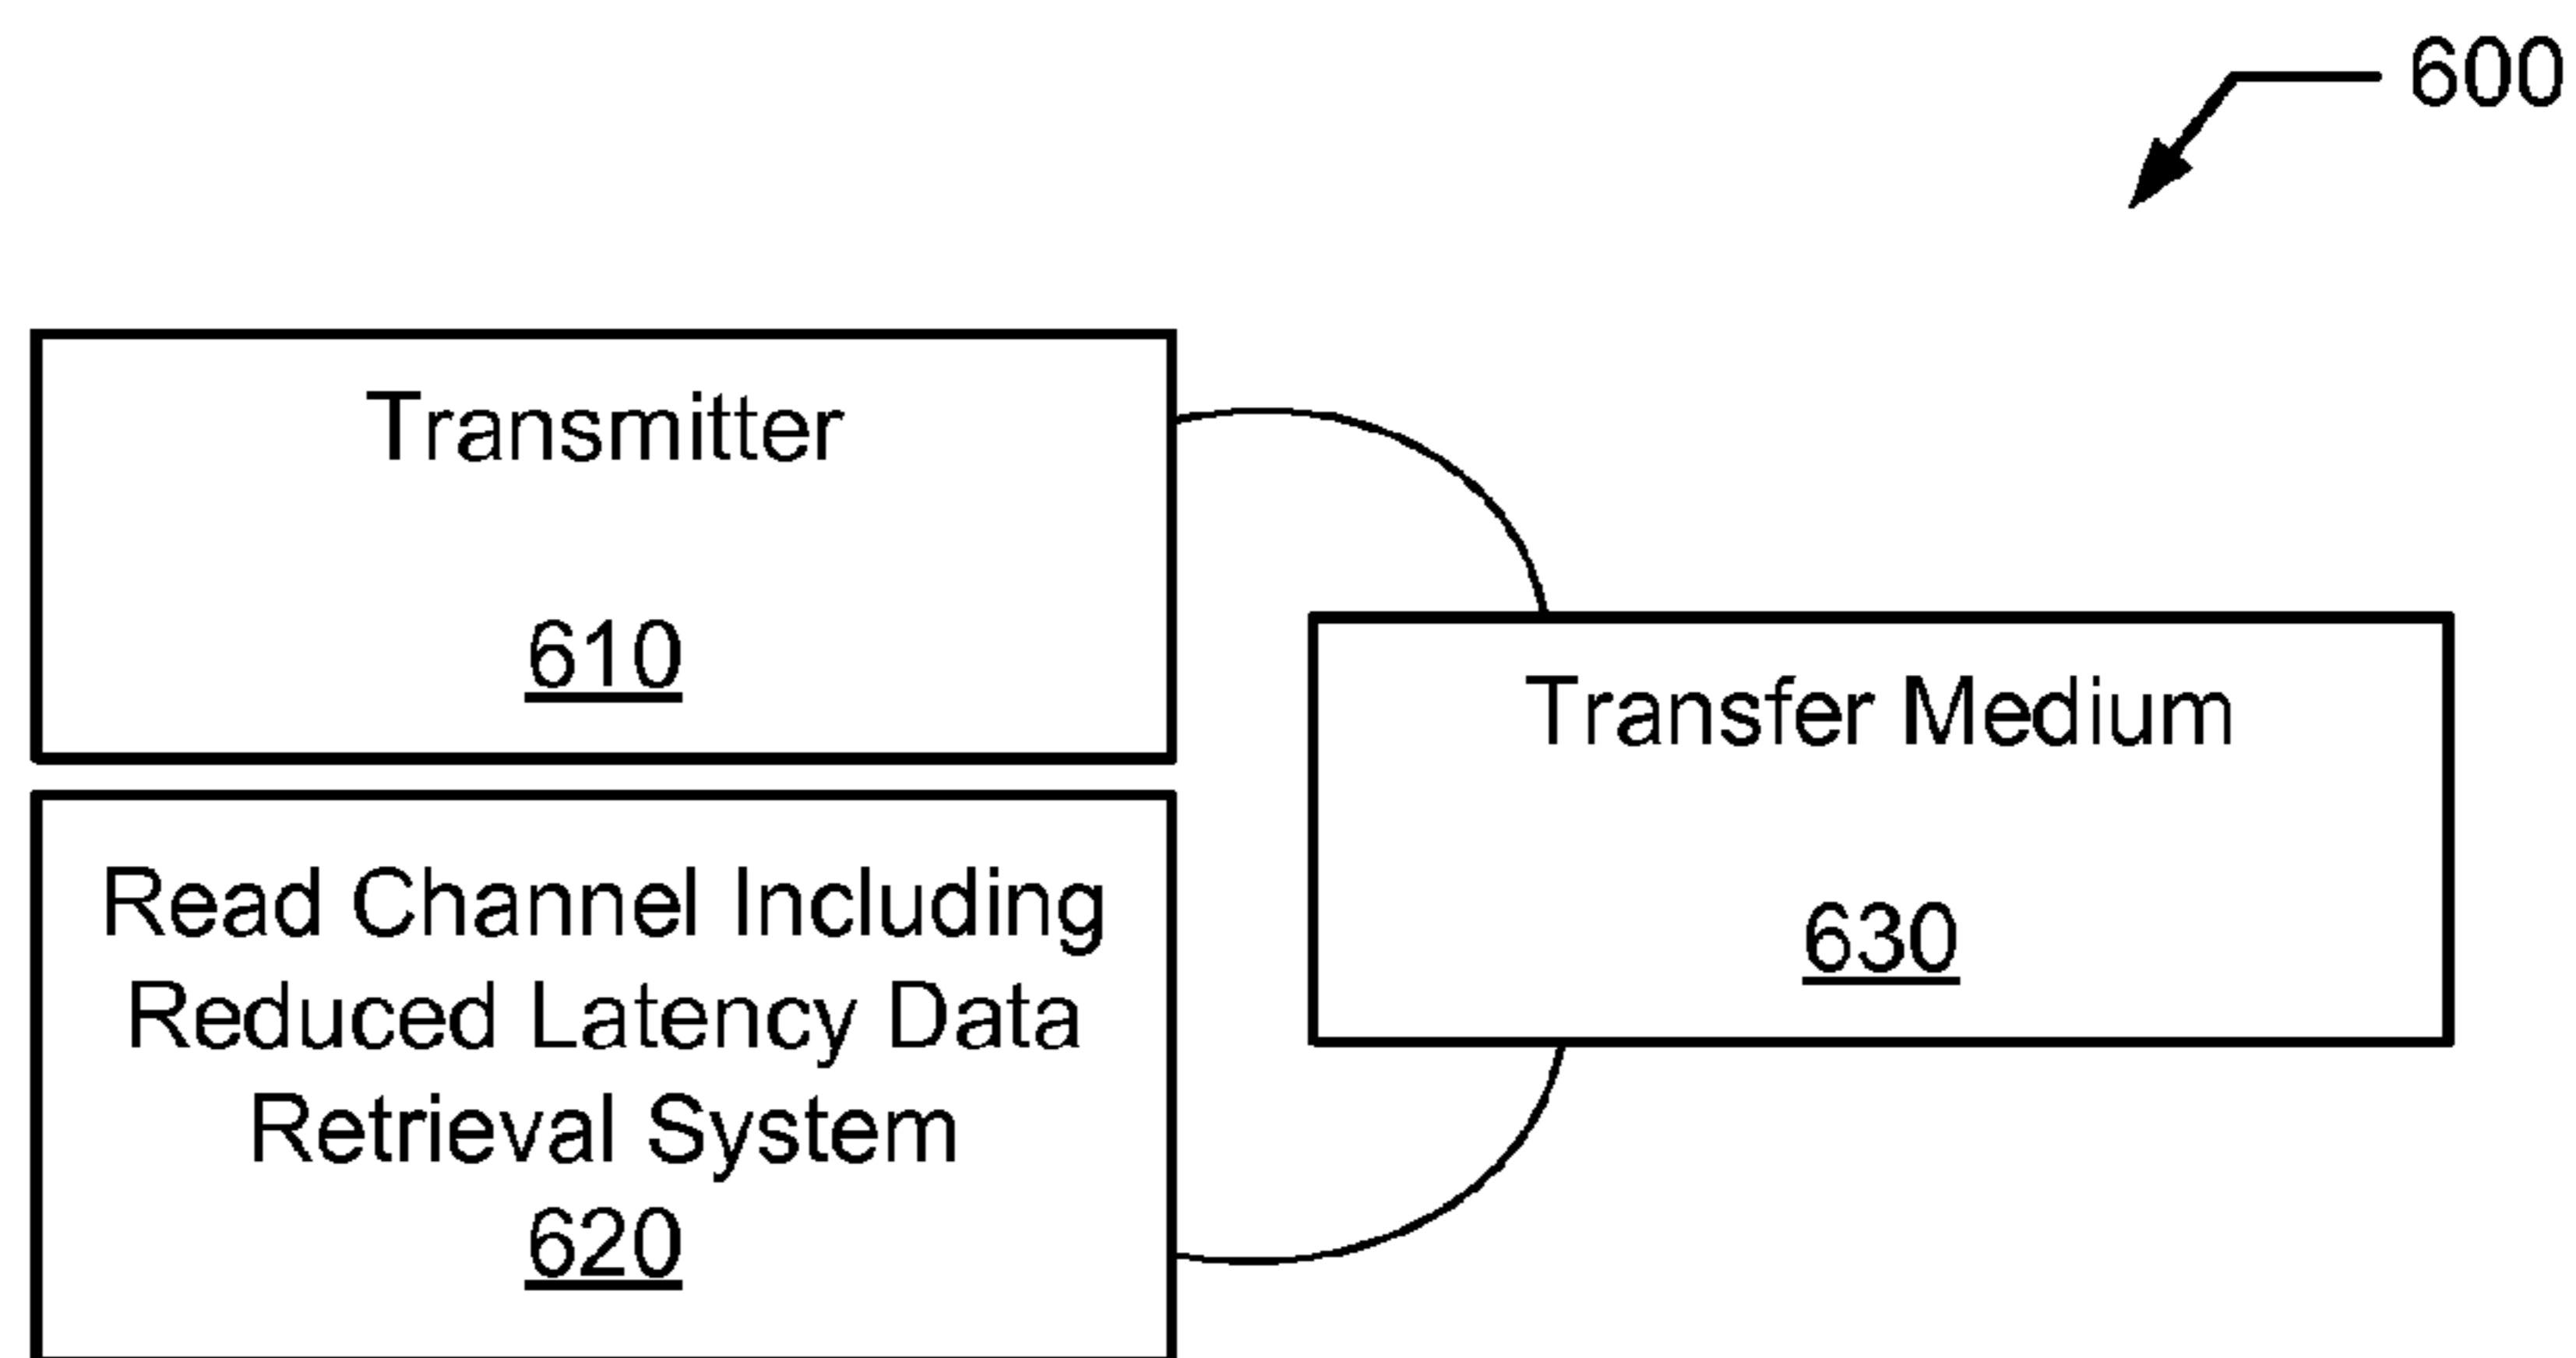 600
Transmitter
610
Transfer Medium
630
Read Channel Including
Reduced Latency Data
Retrieval System
620